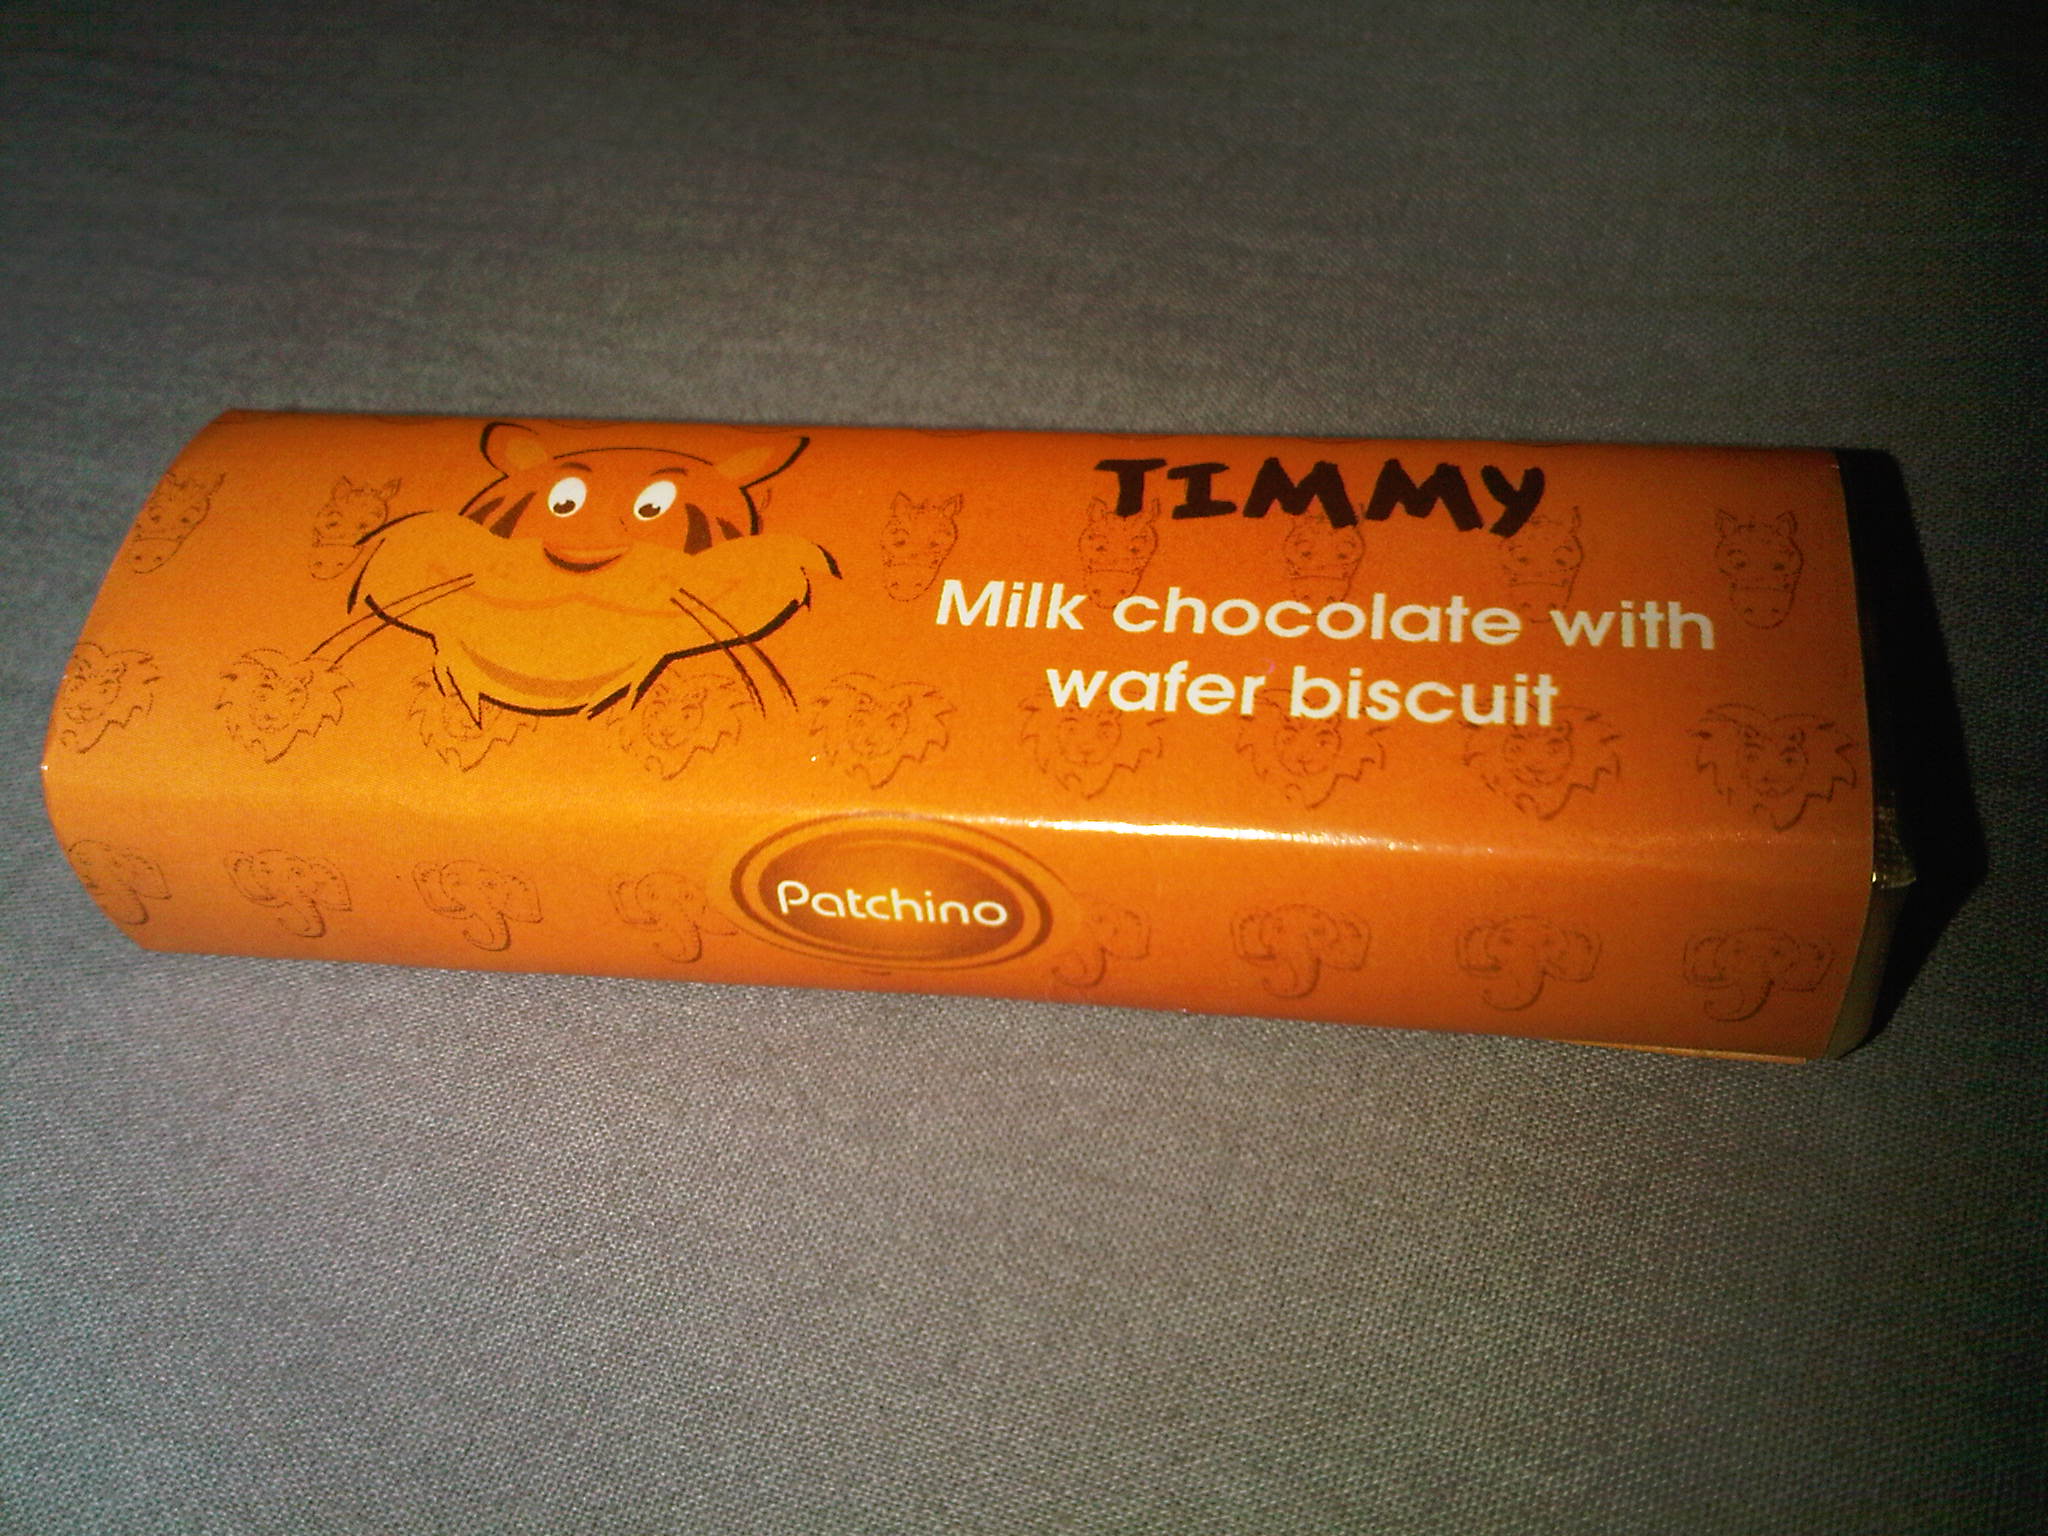 TIMMY
Milk chocolate with
wafer biscuit
Patchino